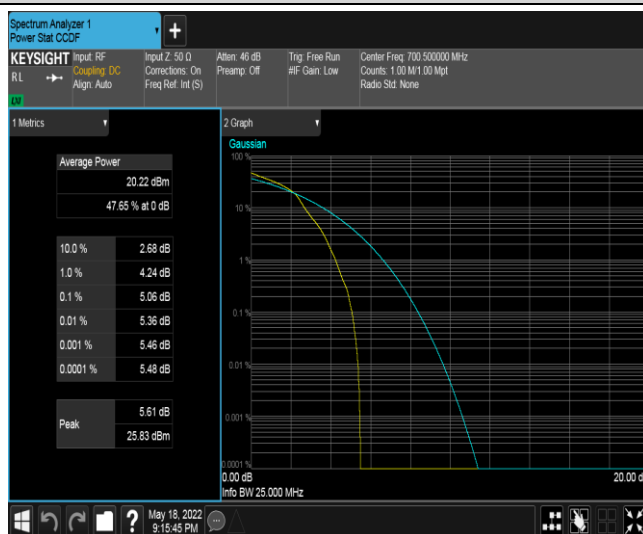 Spectrum Analyzer 1
Power Stat CCDF
+
KEYSIGHT
RL
Input: RF
Coupling: DC
Align: Auto
Input Z: 50 Ω
Corrections: On
Freq Ref: Int (S)
Atten: 46 dB
Preamp: Off
Trig: Free Run
#IF Gain: Low
Center Freq: 700.500000 MHz
Counts: 1.00 M/1.00 Mpt
Radio Std: None
1 Metrics
Average Power
20.22 dBm
47.65 % at 0 dB
10.0 % 2.68 dB
1.0 % 4.24 dB
0.1 % 5.06 dB
0.01 % 5.36 dB
0.001 % 5.46 dB
0.0001 % 5.48 dB
Peak
5.61 dB
25.83 dBm
2 Graph
Gaussian
100 %
10 %
1 %
0.1 %
0.01 %
0.001 %
0.0001 %
0.00 dB
20.00 d
Info BW 25.000 MHz
?
May 18, 2022
9:15:45 PM